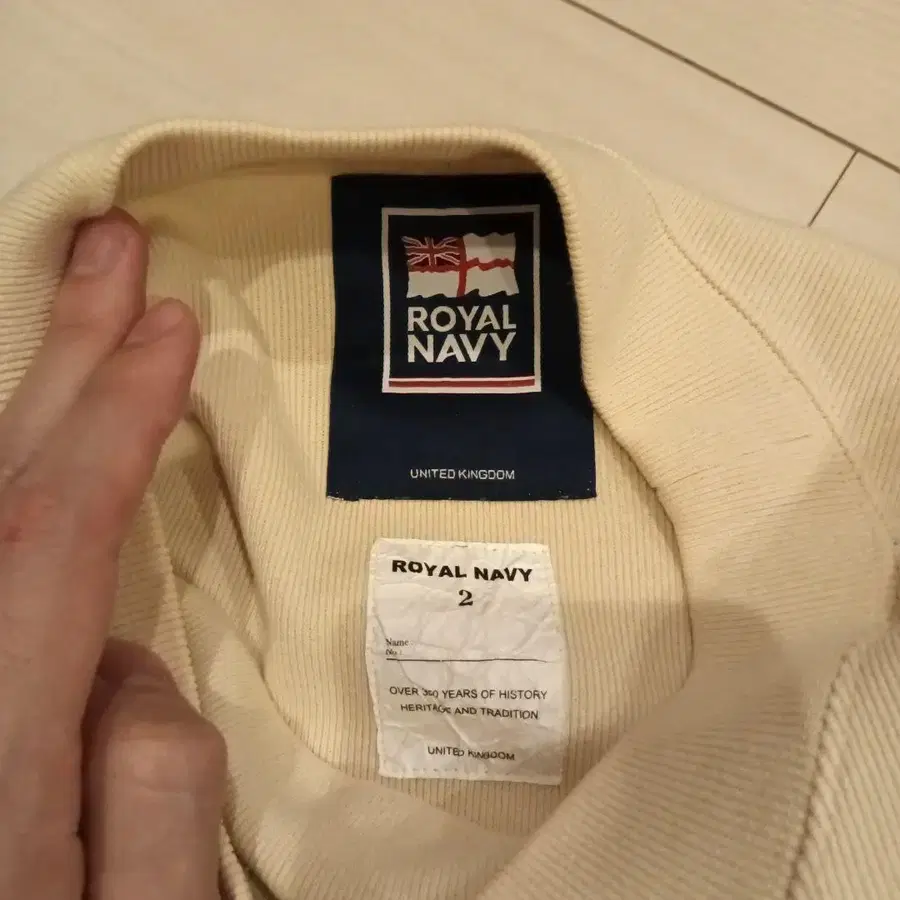 ROYAL
NAVY
UNITED KINGDOM
ROYAL NAVY
2
Name
No.:
OVER 350 YEARS OF HISTORY
HERITAGE AND TRADITION
UNITED KINGDOM